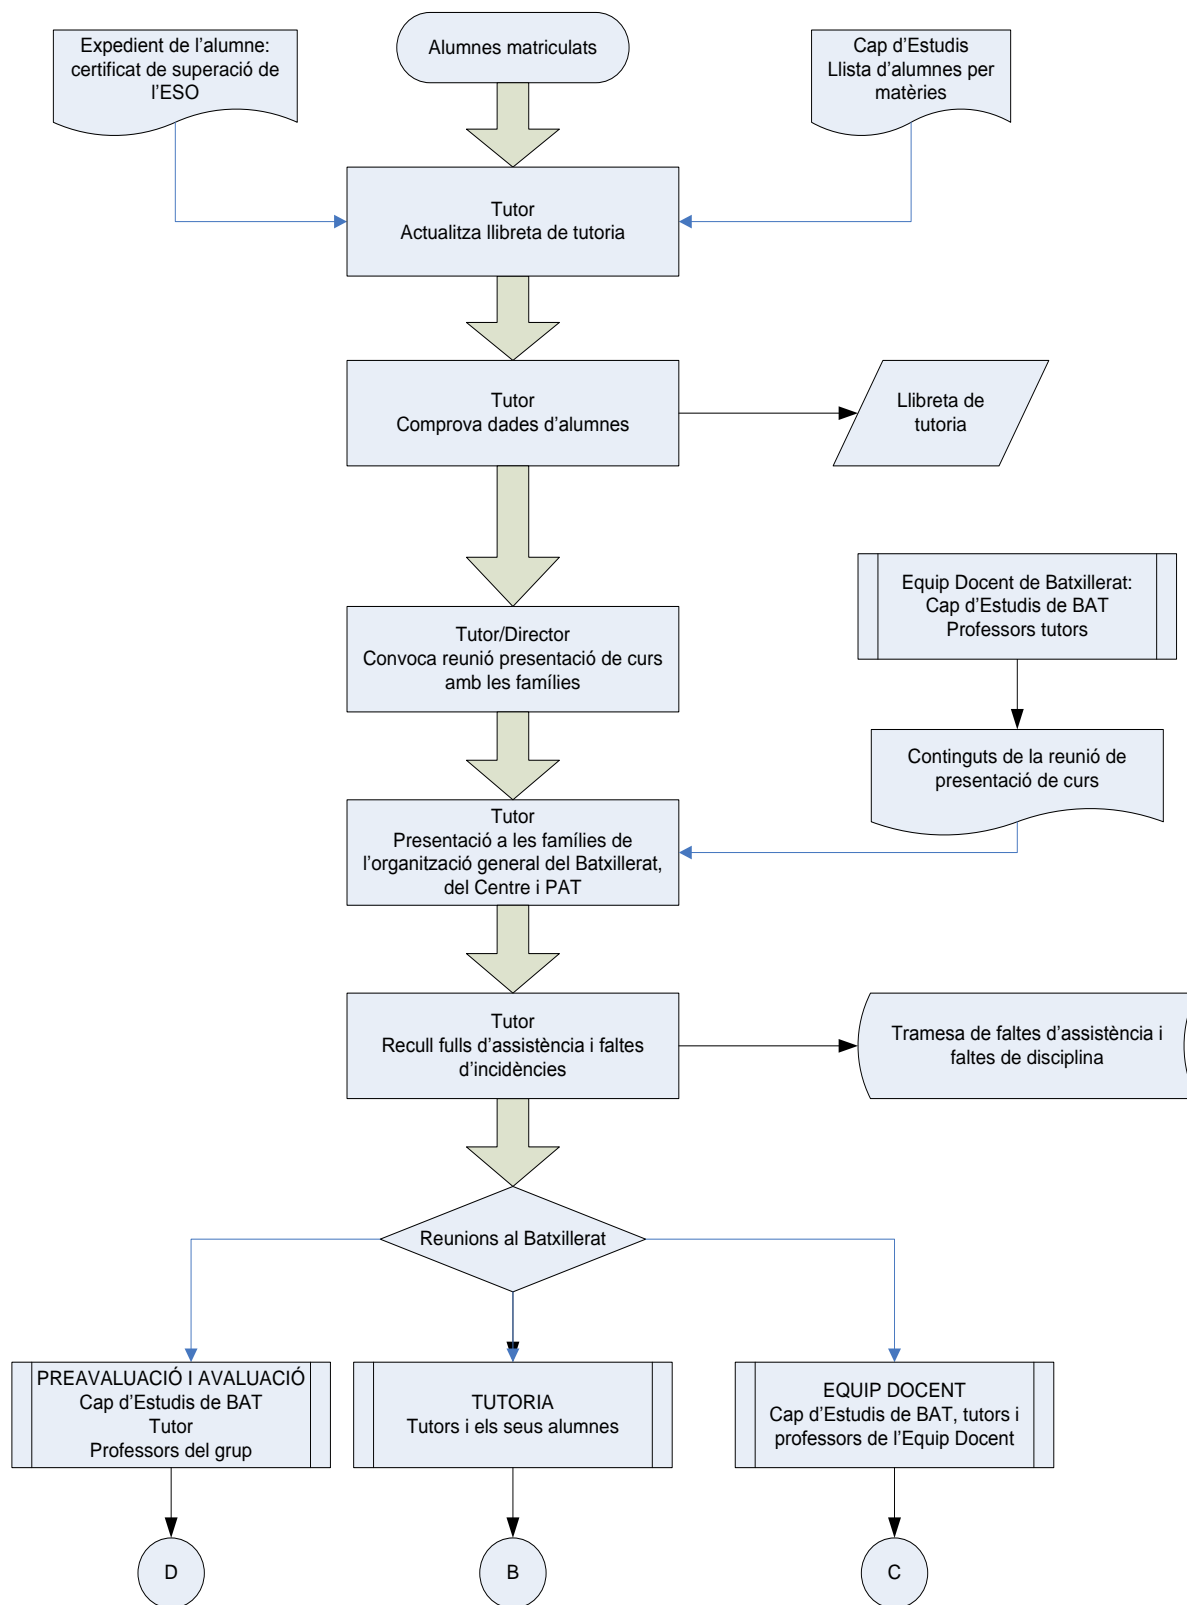 Expedient de l’alumne:
certificat de superació de
l’ESO
Alumnes matriculats
Cap d’Estudis
Llista d’alumnes per
matèries
Tutor
Actualitza llibreta de tutoria
Tutor
Comprova dades d’alumnes
Llibreta de
tutoria
Equip Docent de Batxillerat:
Cap d’Estudis de BAT
Professors tutors
Tutor/Director
Convoca reunió presentació de curs
amb les famílies
Continguts de la reunió de
presentació de curs
Tutor
Presentació a les famílies de
l’organització general del Batxillerat,
del Centre i PAT
Tutor
Recull fulls d’assistència i faltes
d’incidències
Tramesa de faltes d’assistència i
faltes de disciplina
Reunions al Batxillerat
PREAVALUACIÓ I AVALUACIÓ
Cap d’Estudis de BAT
Tutor
Professors del grup
TUTORIA
Tutors i els seus alumnes
EQUIP DOCENT
Cap d’Estudis de BAT, tutors i
professors de l’Equip Docent
D
B
C